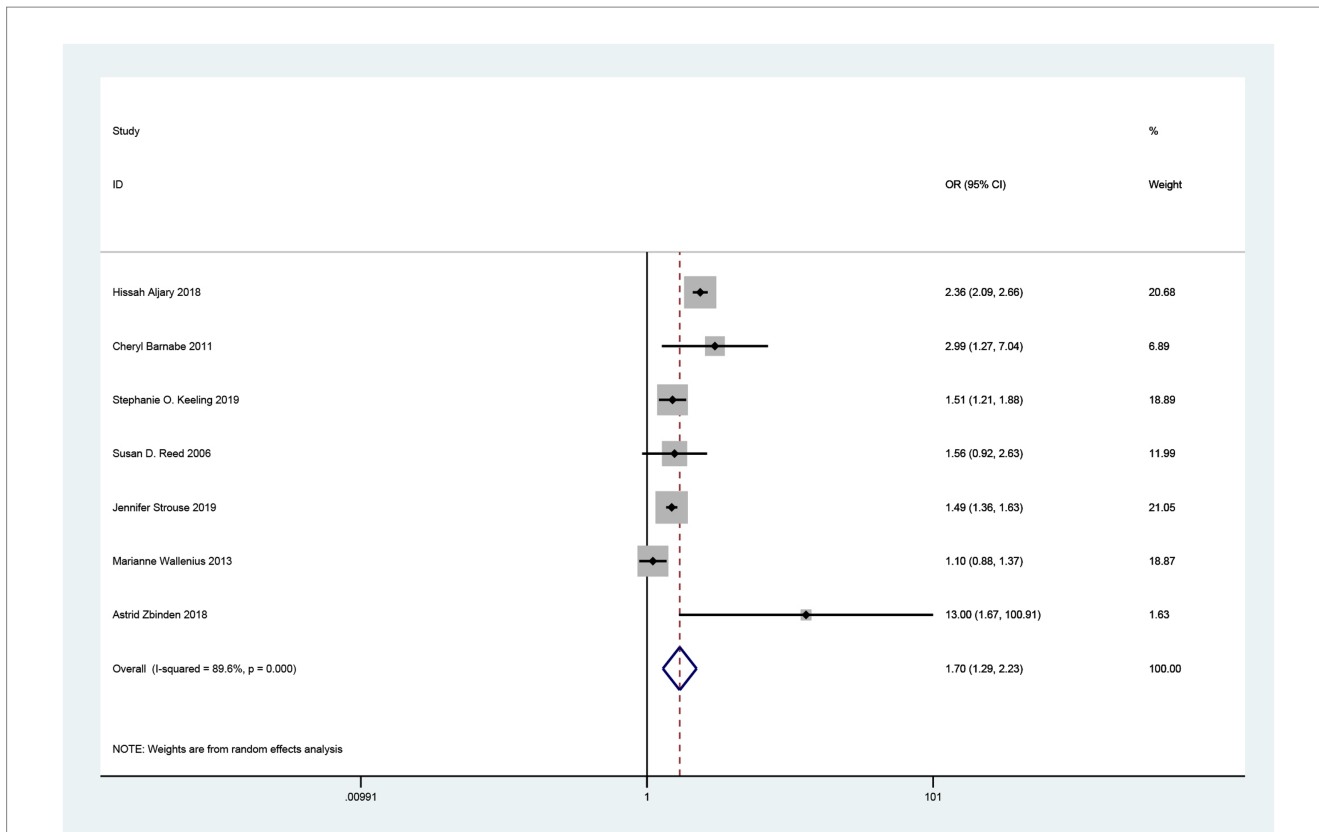 Study %
ID OR (95% CI) Weight
Hissah Aljary 2018 2.36 (2.09, 2.66) 20.68
Cheryl Barnabe 2011 2.99 (1.27, 7.04) 6.89
Stephanie O. Keeling 2019 1.51 (1.21, 1.88) 18.89
Susan D. Reed 2006 1.56 (0.92, 2.63) 11.99
Jennifer Strouse 2019 1.49 (1.36, 1.63) 21.05
Marianne Wallenius 2013 1.10 (0.88, 1.37) 18.87
Astrid Zbinden 2018 13.00 (1.67, 100.91) 1.63
Overall (I-squared = 89.6%, p = 0.000) 1.70 (1.29, 2.23) 100.00
NOTE: Weights are from random effects analysis
.00991 1 101